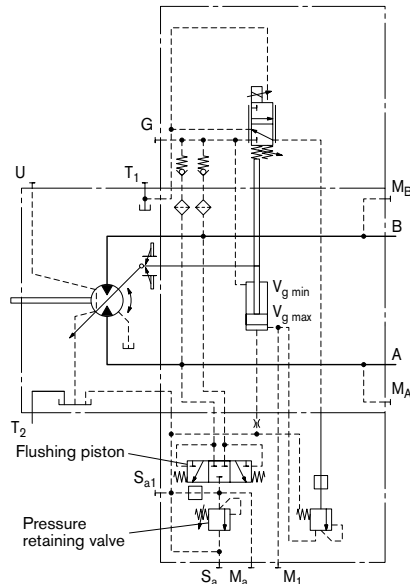 G
U
T1
MB
B
Vg min
Vg max
A
MA
T2
Flushing piston
Sa1
Pressure
retaining valve
Sa
Ma
M1